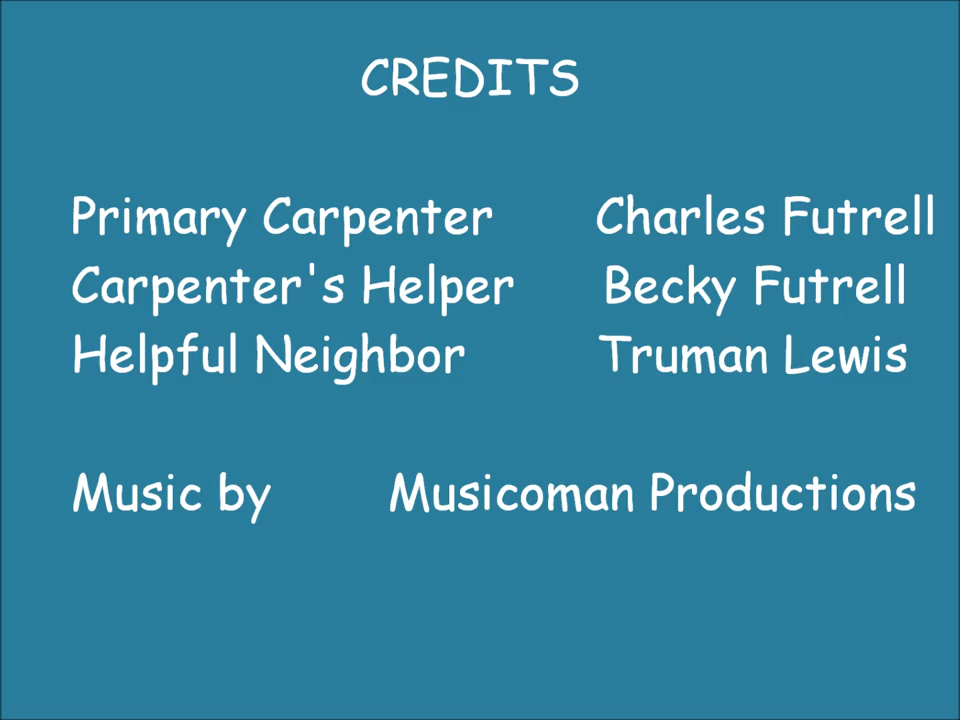 CREDITS
Primary Carpenter Charles Futrell
Carpenter's Helper Becky Futrell
Helpful Neighbor Truman Lewis
Music by Musicoman Productions